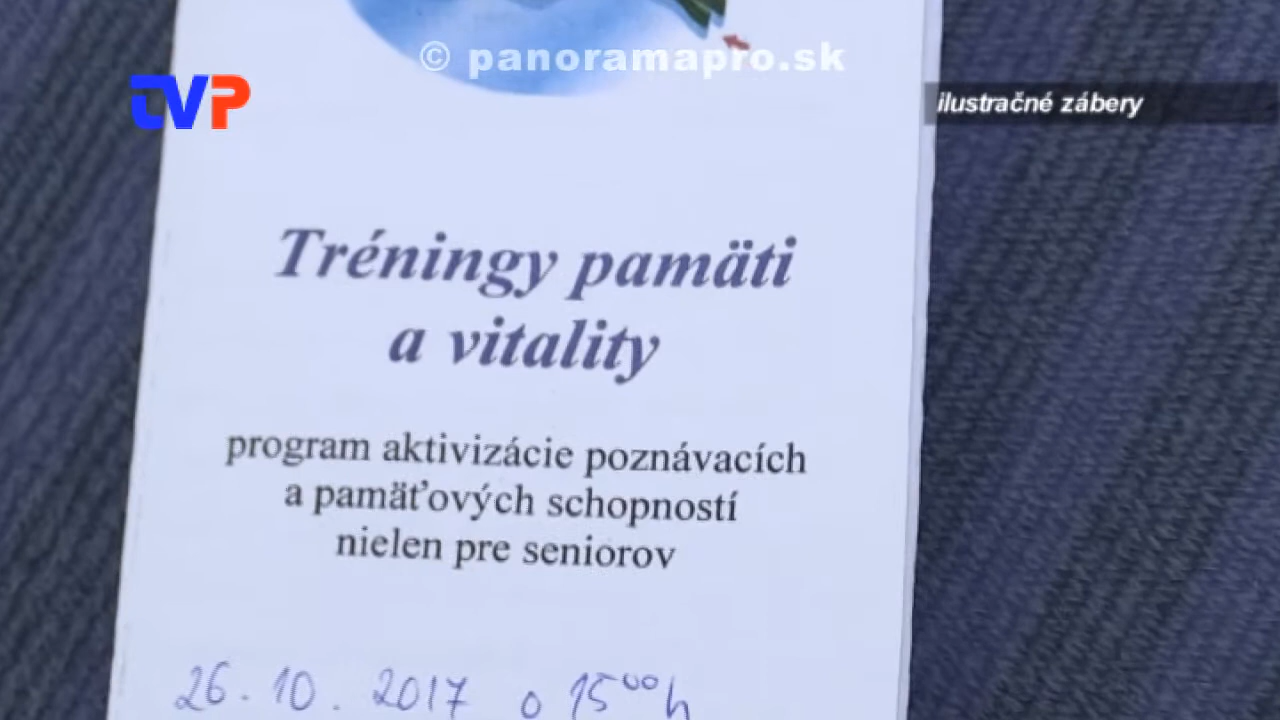 © panoramapro.sk
TVP
ilustračné zábery
Tréningy pamäti
a vitality
program aktivizácie poznávacích
a pamäťových schopností
nielen pre seniorov
26. 10. 2017 o 15⁰⁰ h